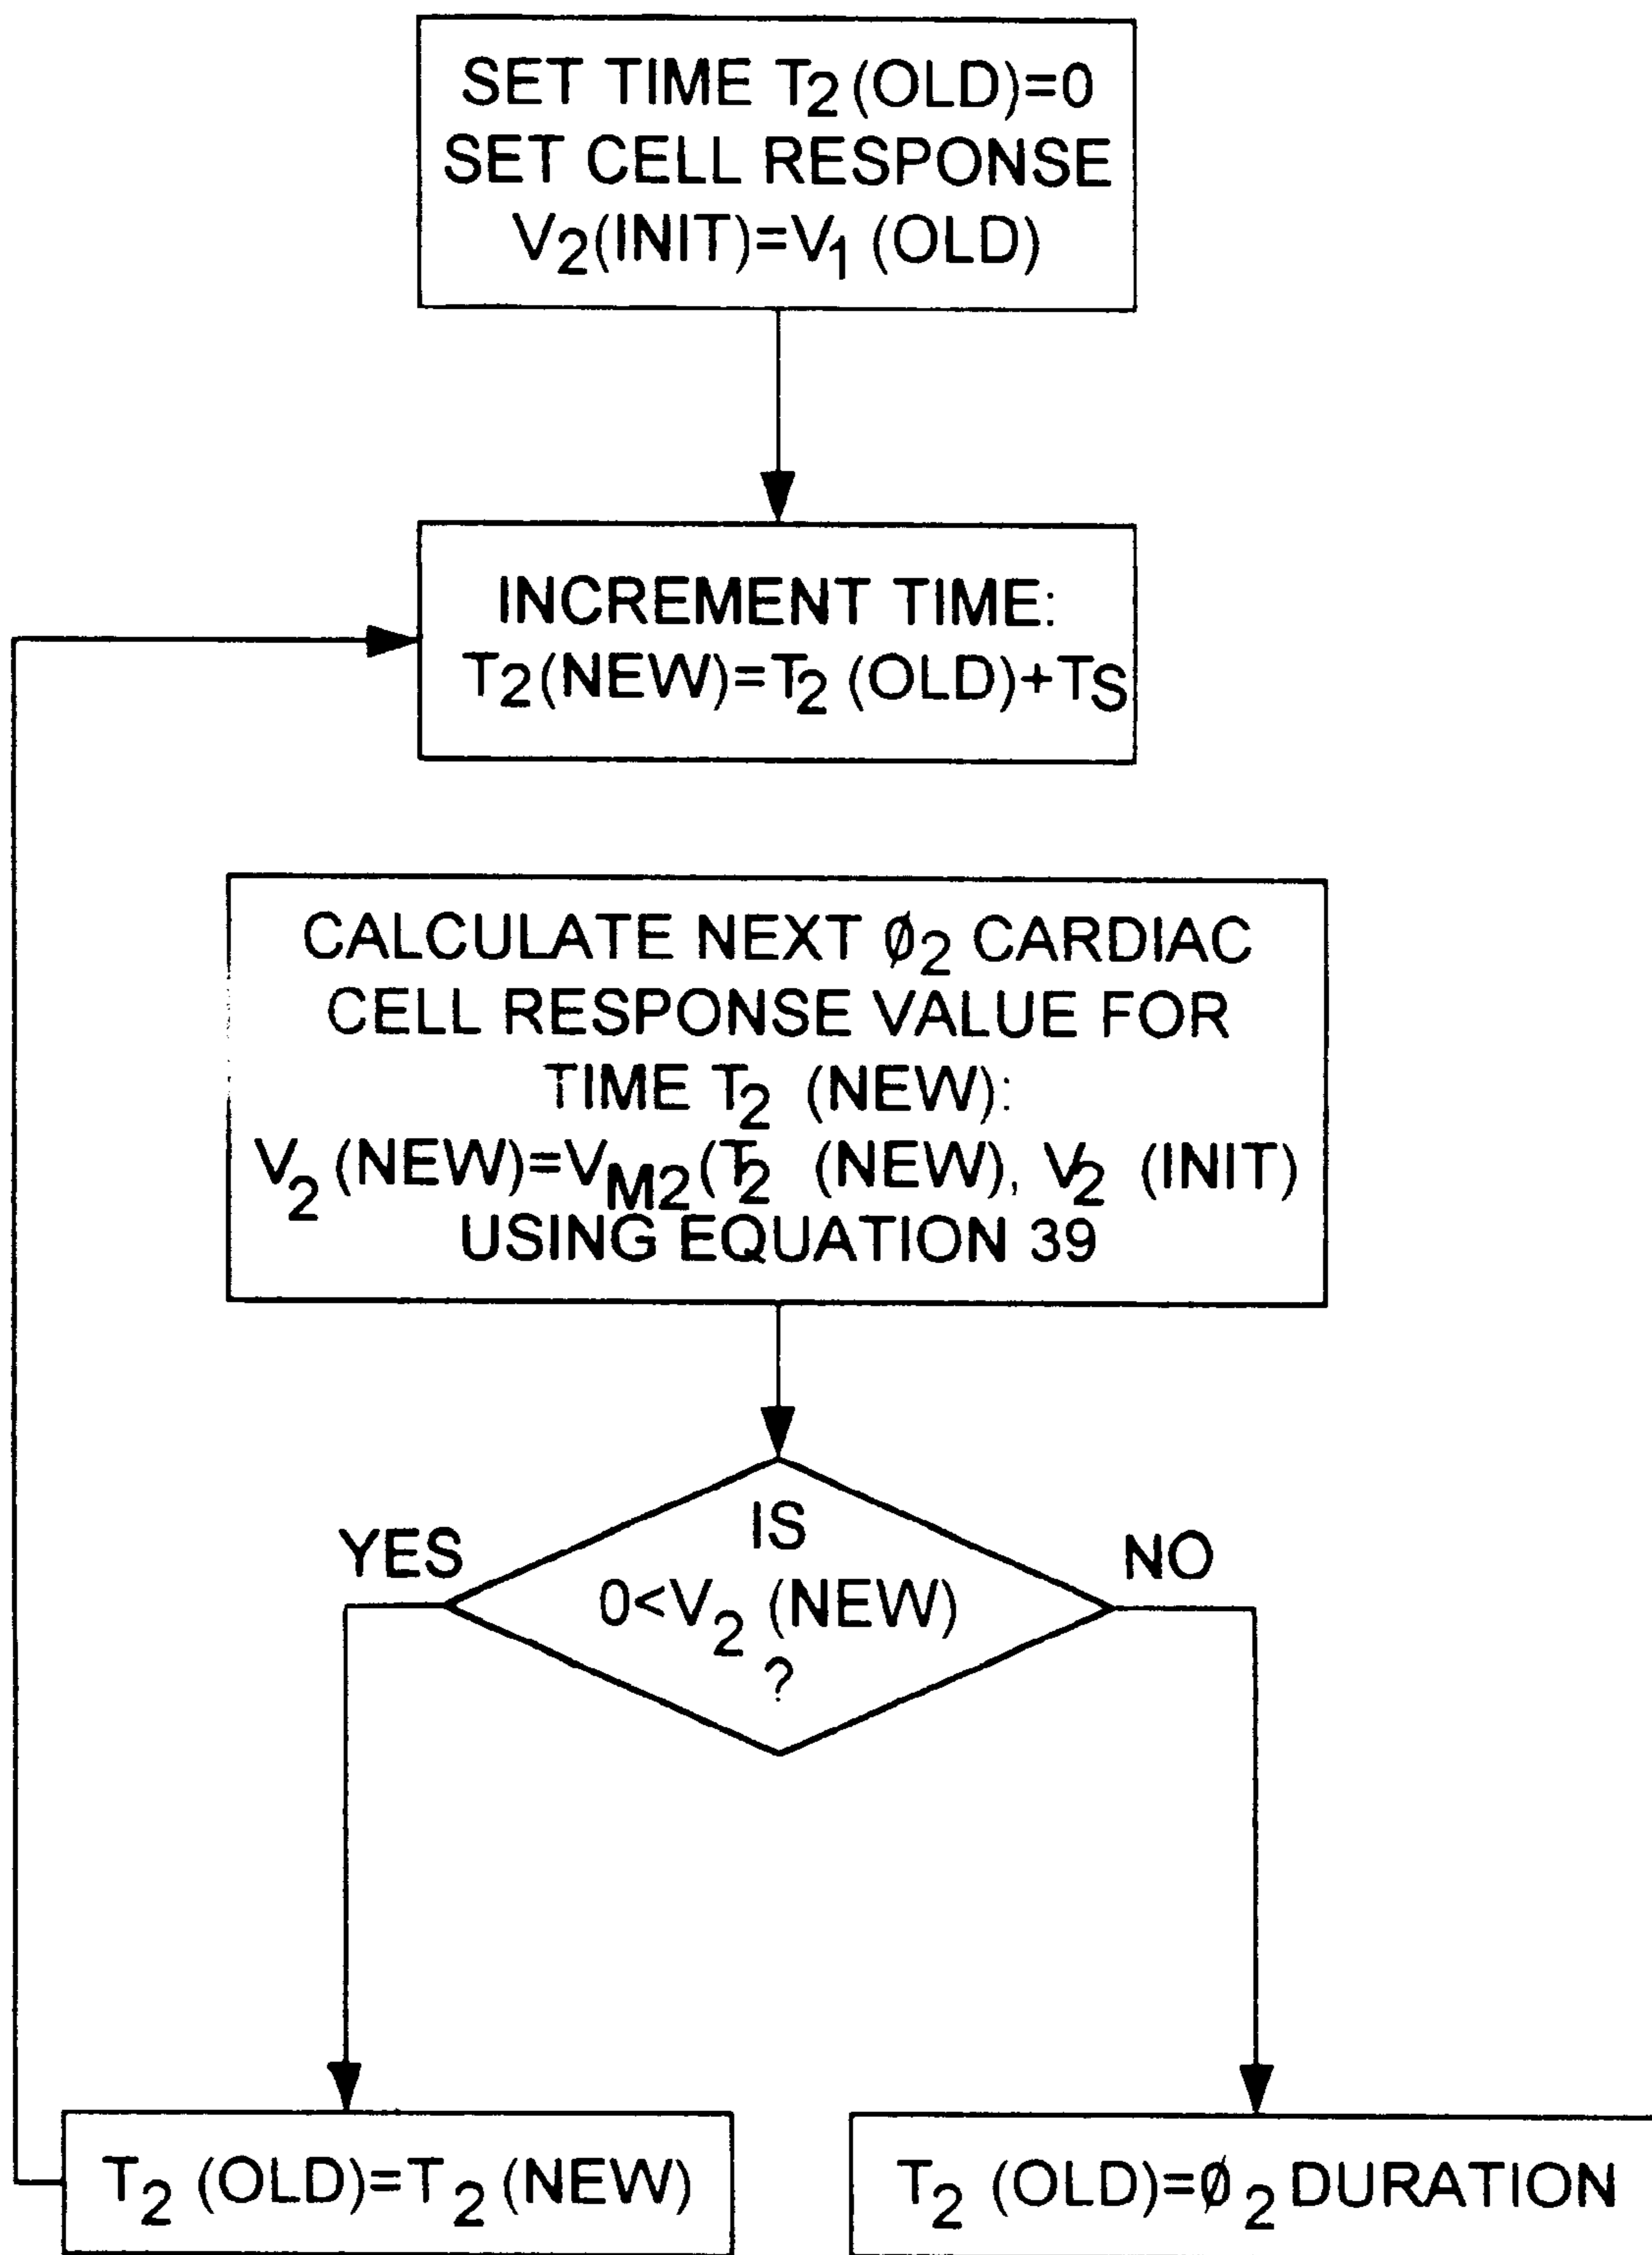 SET TIME T2 (OLD)=0
SET CELL RESPONSE
V2(INIT)=V1 (OLD)
INCREMENT TIME:
T2(NEW)=T2 (OLD)+TS
CALCULATE NEXT Ø2 CARDIAC
CELL RESPONSE VALUE FOR
TIME T2 (NEW):
V2 (NEW)=VM2(T2 (NEW), V2 (INIT)
USING EQUATION 39
IS
YES
NO
0<V2 (NEW)
?
T2 (OLD)=T2 (NEW)
T2 (OLD)=Ø2 DURATION